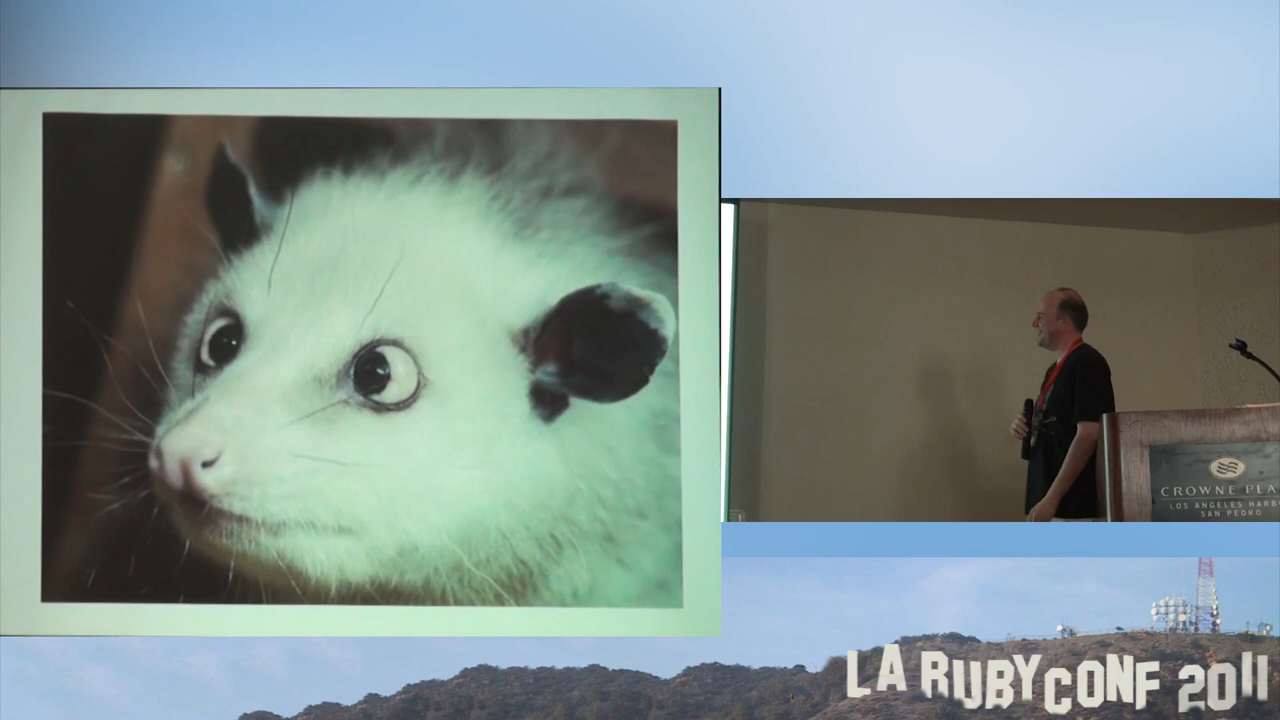 CROWNE PLA
LOS ANGELES HARB
SAN PEDRO
LA RUBYCONF 2011